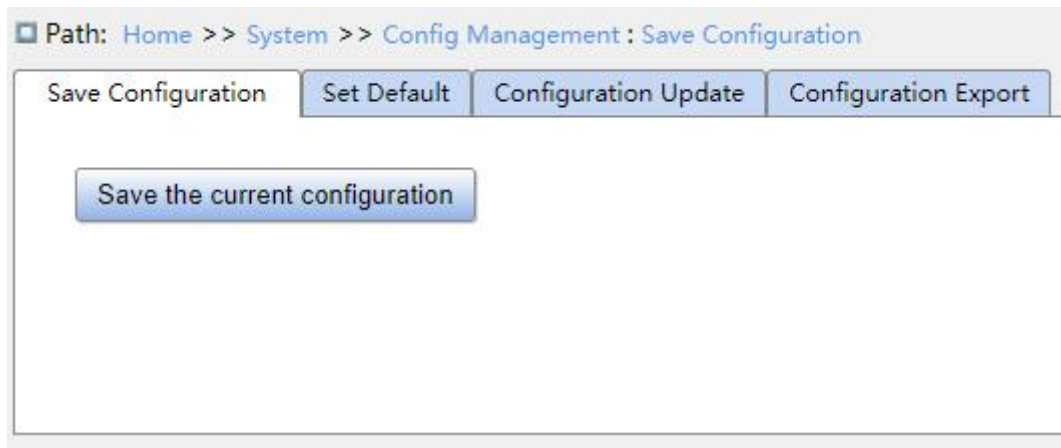 Path: Home >> System >> Config Management : Save Configuration
Save Configuration Set Default Configuration Update Configuration Export
Save the current configuration